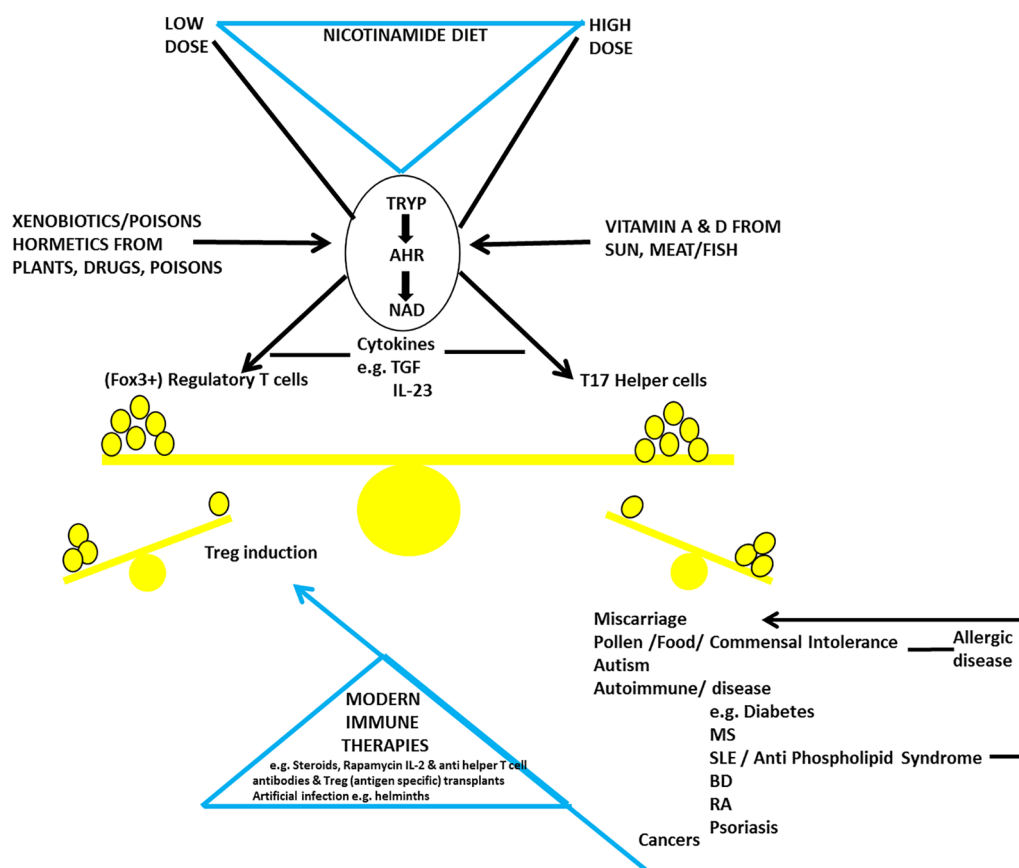 LOW
DOSE
NICOTINAMIDE DIET
HIGH
DOSE
TRYP
AHR
NAD
XENOBIOTICS/POISONS
HORMETICS FROM
PLANTS, DRUGS, POISONS
VITAMIN A & D FROM
SUN, MEAT/FISH
Cytokines
e.g. TGF
IL-23
(Fox3+) Regulatory T cells
T17 Helper cells
Treg induction
Miscarriage
Pollen /Food/ Commensal Intolerance
Allergic
disease
Autism
Autoimmune/ disease
e.g. Diabetes
MS
SLE / Anti Phospholipid Syndrome
BD
RA
Psoriasis
Cancers
MODERN
IMMUNE
THERAPIES
e.g. Steroids, Rapamycin IL-2 & anti helper T cell
antibodies & Treg (antigen specific) transplants
Artificial infection e.g. helminths